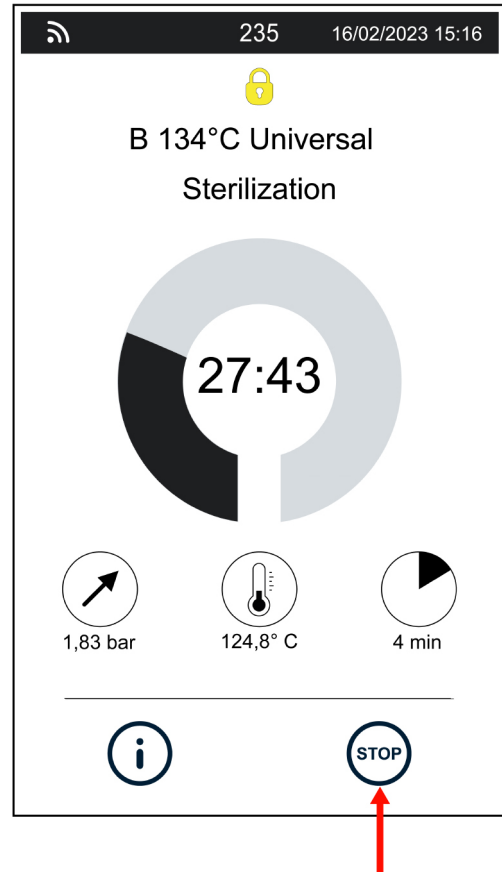 235 16/02/2023 15:16
B 134°C Universal
Sterilization
27:43
1,83 bar 124,8° C 4 min
STOP